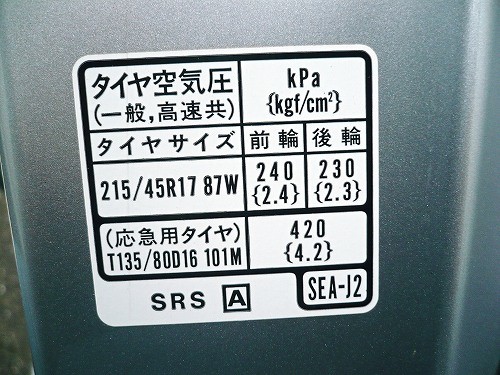 タイヤ空気圧 kPa
(一般,高速共) {kgf/cm²}
タイヤサイズ 前輪 後輪
215/45R17 87W 240 230
{2.4} {2.3}
(応急用タイヤ) 420
T135/80D16 101M {4.2}
SRS A SEA-J2